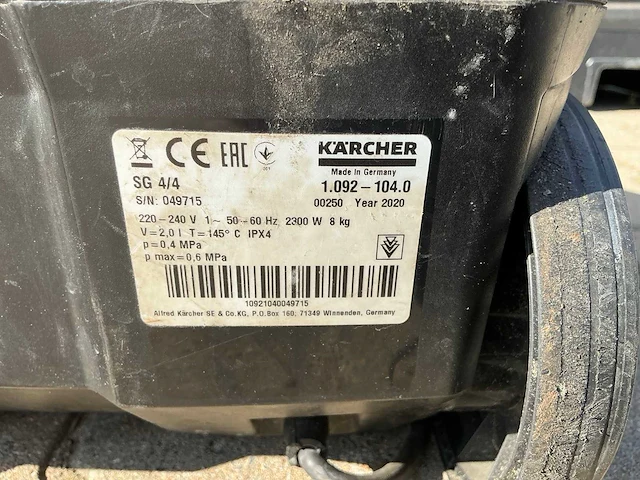 CE EAC KÄRCHER
Made in Germany
SG 4/4 1.092-104.0
S/N: 049715 00250 Year 2020
220-240 V 1~ 50-60 Hz 2300 W 8 kg
V=2,0 l T=145° C IPX4
p=0,4 MPa
p max=0,6 MPa
10921040049715
Alfred Kärcher SE & Co.KG, P.O.Box 160, 71349 Winnenden, Germany